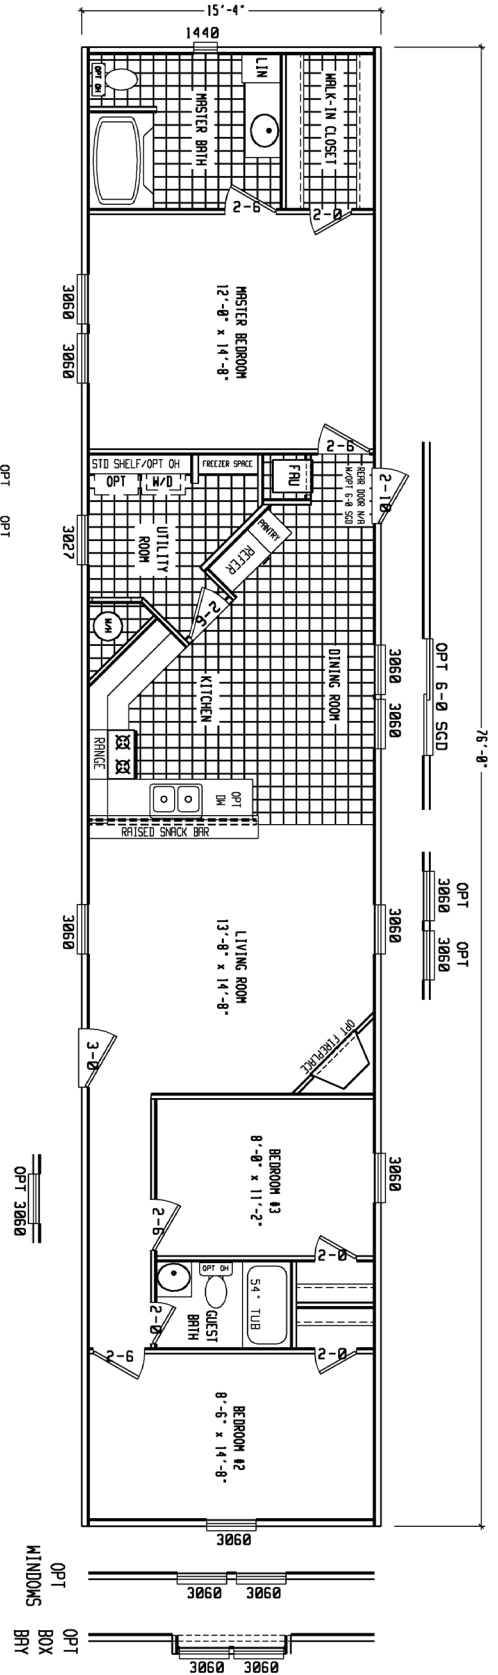 15'-4"
1440
OPT OH
LIN
WALK-IN CLOSET
MASTER BATH
2-6
2-0
3060
3060
MASTER BEDROOM
12'-0" x 14'-8"
2-6
STD SHELF/OPT OH
FREEZER SPACE
FAU
REAR DOOR N/A
W/OPT 6-0 SGD
2-10
OPT
W/D
PANTRY
REFER
OPT
OPT
3027
UTILITY
ROOM
2-6
W/H
KITCHEN
DINING ROOM
3060
3060
OPT 6-0 SGD
76'-0"
RANGE
OPT
DW
RAISED SNACK BAR
3060
LIVING ROOM
13'-8" x 14'-8"
3060
OPT
3060
OPT
3060
OPT FIREPLACE
3-0
BEDROOM #3
8'-0" x 11'-2"
3060
OPT 3060
2-6
2-0
OPT OH
54" TUB
GUEST
BATH
2-0
2-6
2-0
BEDROOM #2
8'-6" x 14'-8"
3060
OPT
WINDOWS
3060
3060
OPT
BOX
BAY
3060
3060